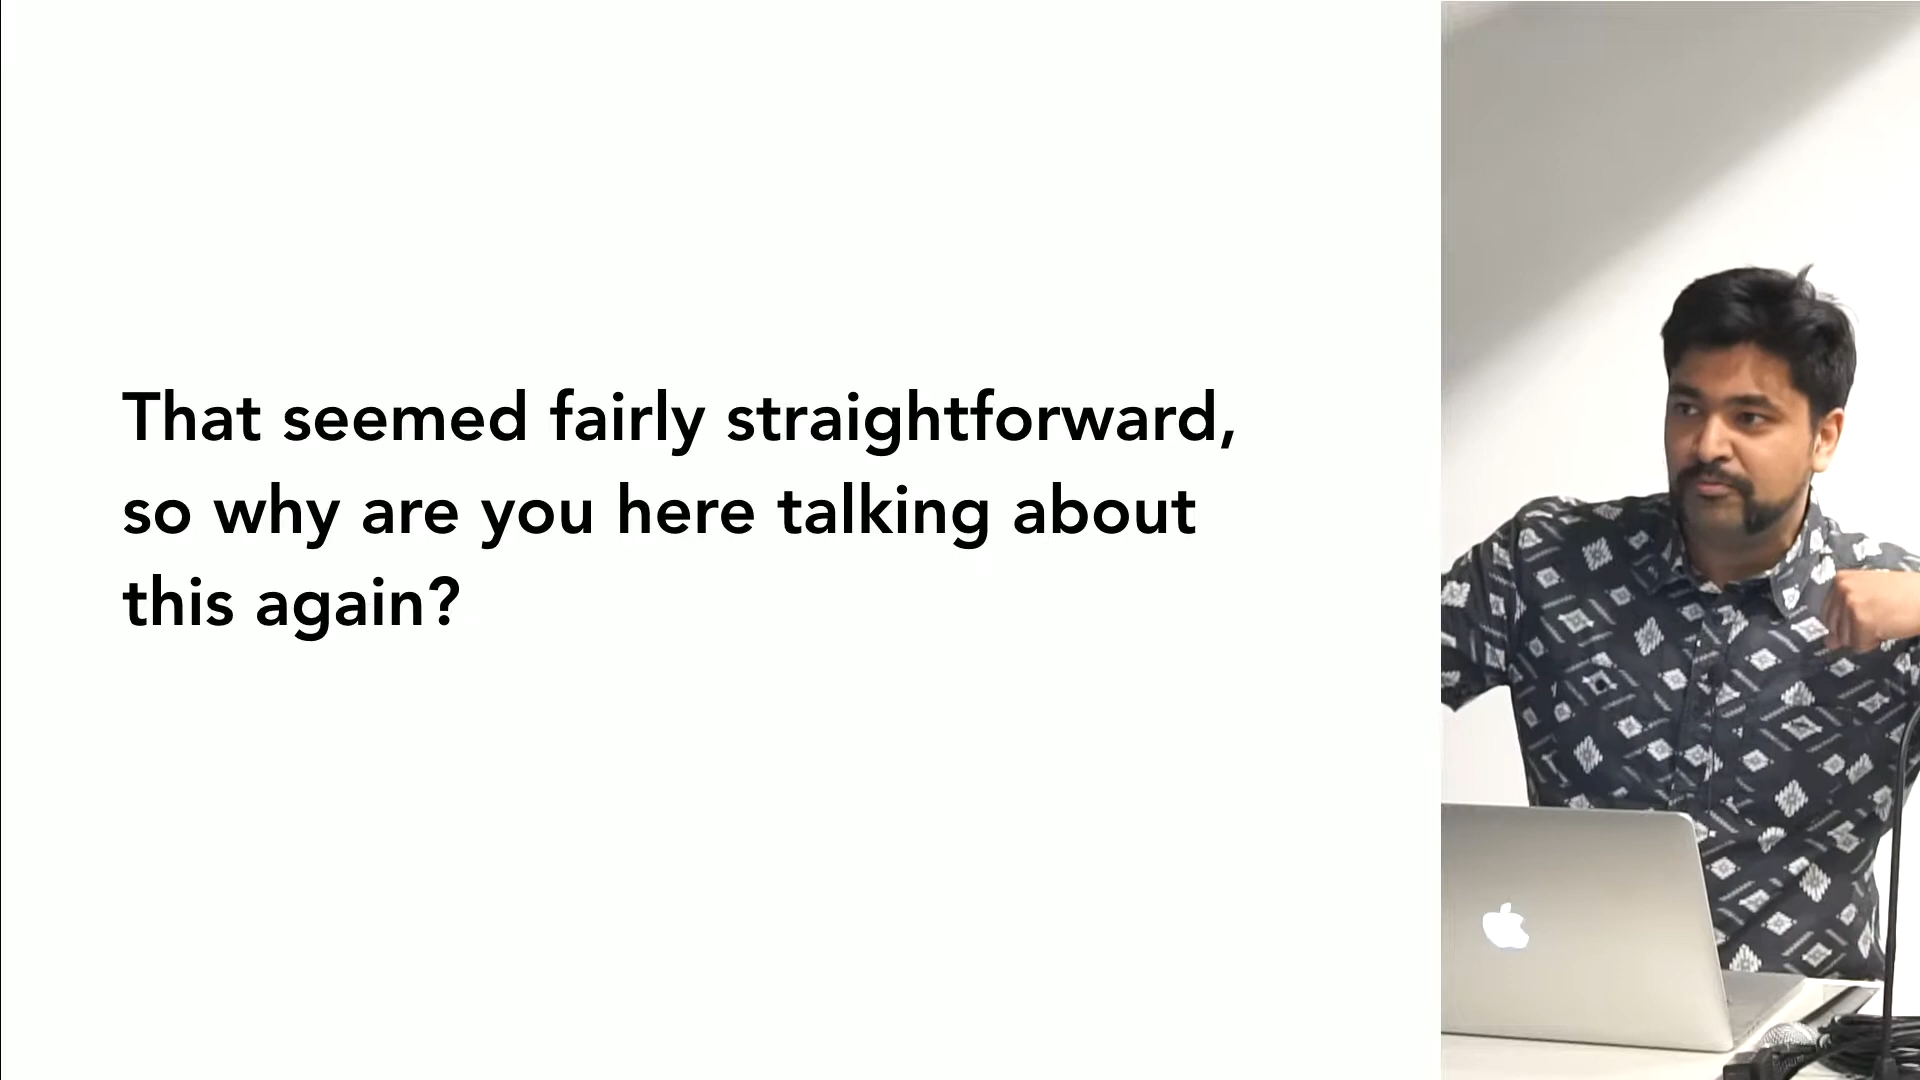 That seemed fairly straightforward,
so why are you here talking about
this again?